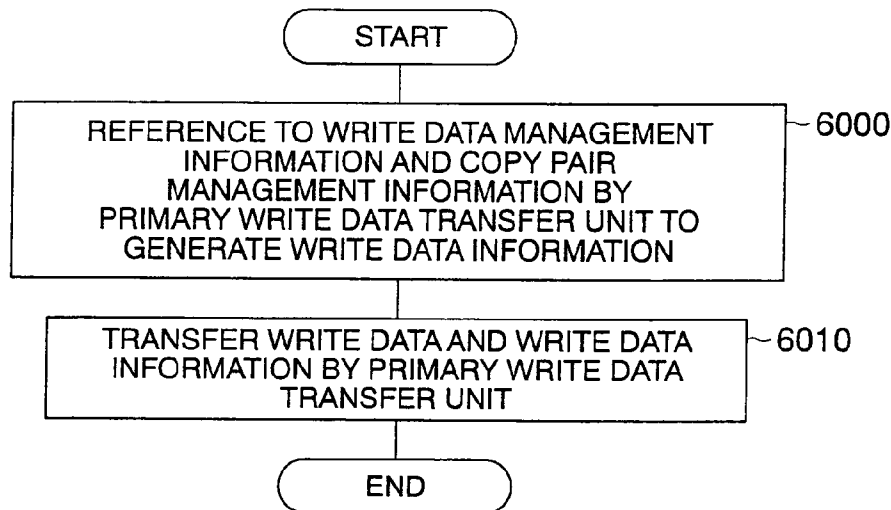 START
REFERENCE TO WRITE DATA MANAGEMENT
INFORMATION AND COPY PAIR
MANAGEMENT INFORMATION BY
PRIMARY WRITE DATA TRANSFER UNIT TO
GENERATE WRITE DATA INFORMATION
6000
TRANSFER WRITE DATA AND WRITE DATA
INFORMATION BY PRIMARY WRITE DATA
TRANSFER UNIT
6010
END